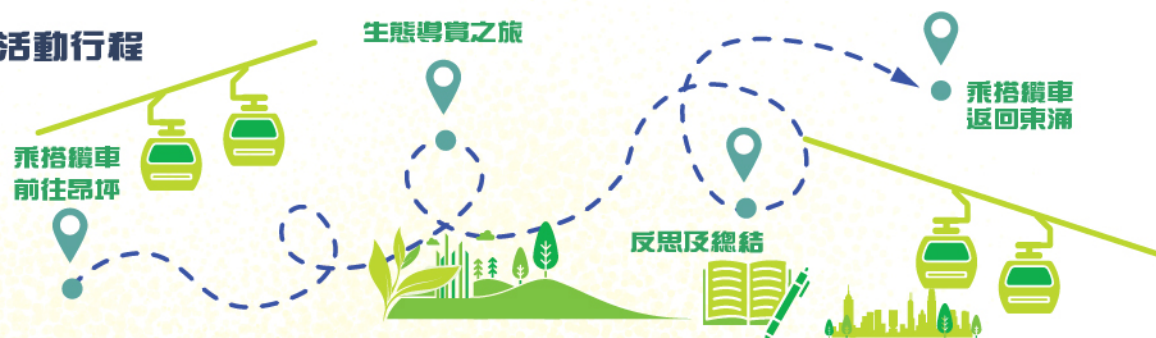 活動行程
生態導賞之旅
乘搭纜車
前往昂坪
乘搭纜車
返回東涌
反思及總結